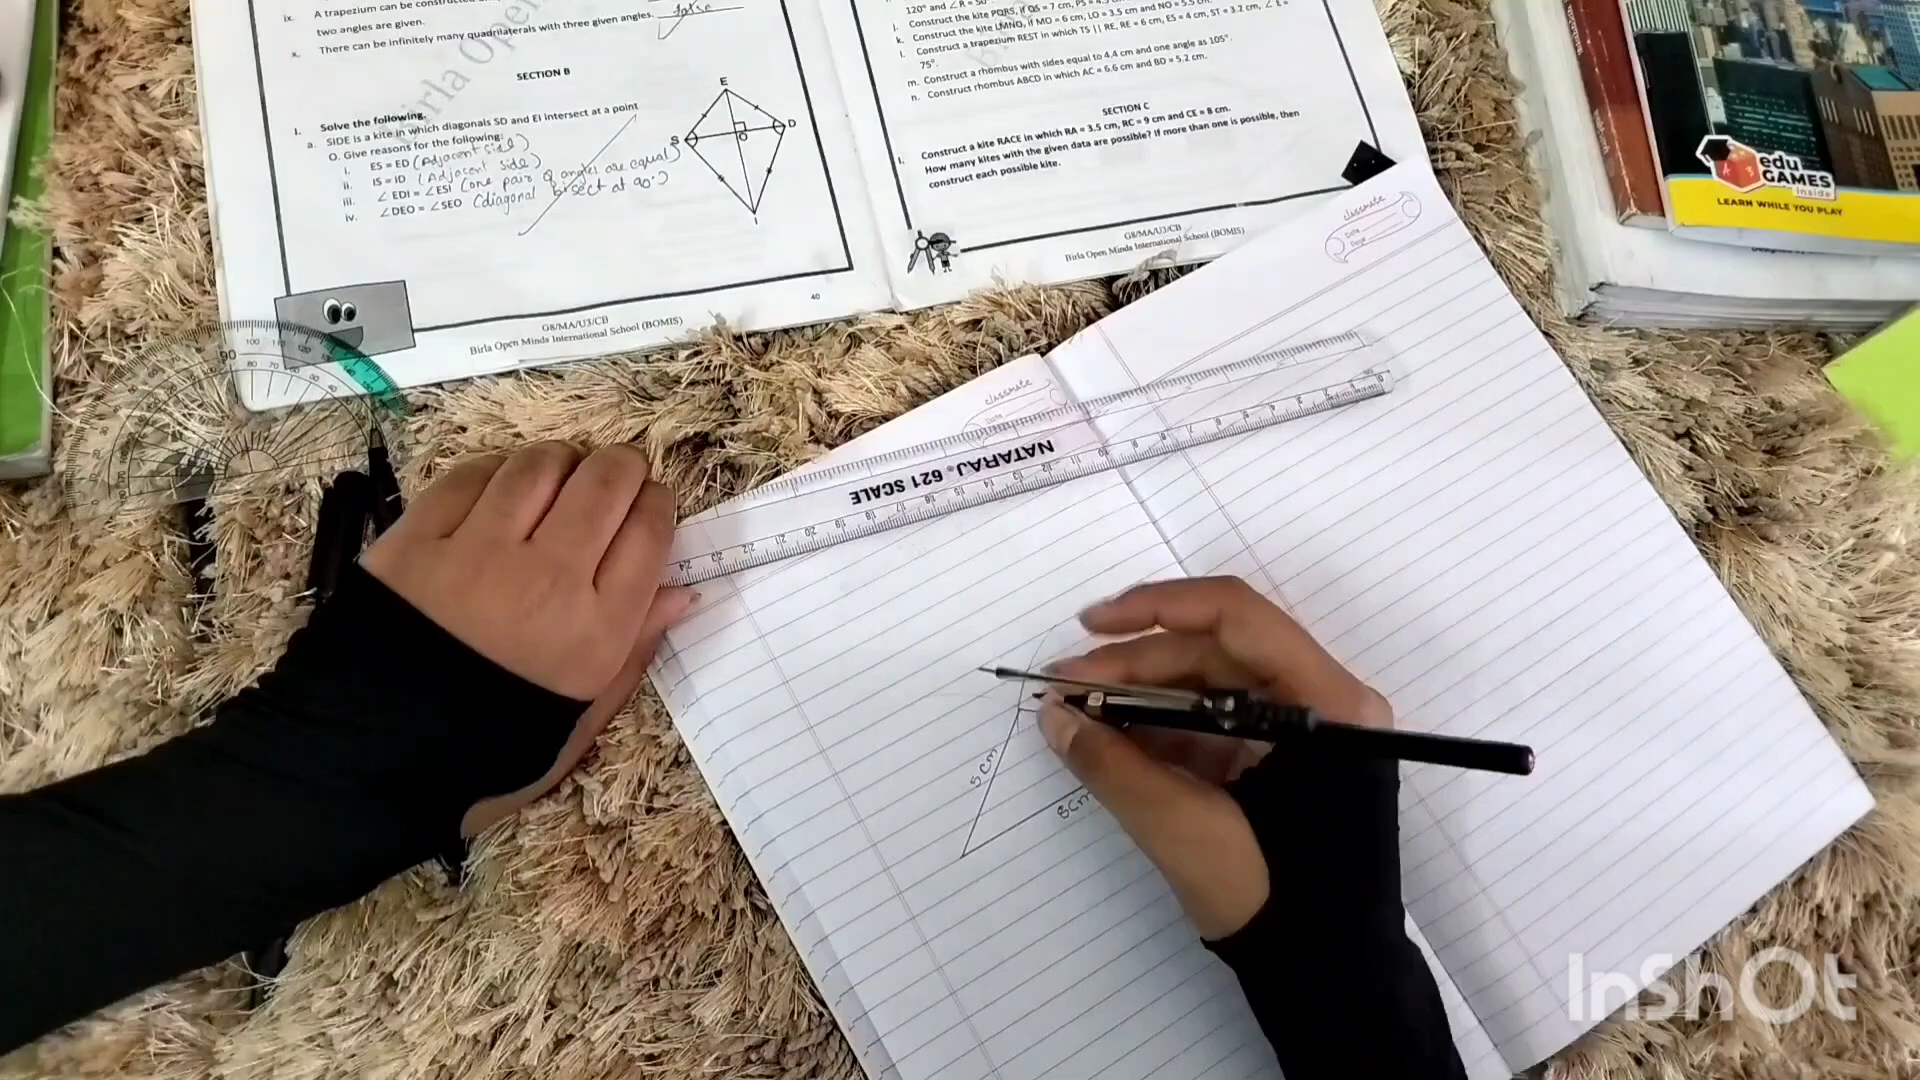 ix. A trapezium can be constructed
two angles are given.
x. There can be infinitely many quadrilaterals with three given angles. false
SECTION B
1. Solve the following.
a. SIDE is a kite in which diagonals SD and EI intersect at a point
O. Give reasons for the following:
i. ES = ED (Adjacent side)
ii. IS = ID (Adjacent side)
iii. ∠EDI = ∠ESI (one pair & angles are equal)
iv. ∠DEO = ∠SEO (diagonal bisect at 90°)
E
S
D
O
I
40
G8/MA/U3/CB
Birla Open Minds International School (BOMIS)
Birla Open
120° and ∠R = 50°
j. Construct the kite PQRS, if QS = 7 cm, PS = 4.5
k. Construct the kite LMNO, if MO = 6 cm, LO = 3.5 cm and NO = 5.5 cm.
l. Construct a trapezium REST in which TS || RE, RE = 6 cm, ES = 4 cm, ST = 3.2 cm, ∠E =
75°.
m. Construct a rhombus with sides equal to 4.4 cm and one angle as 105°.
n. Construct rhombus ABCD in which AC = 6.6 cm and BD = 5.2 cm.
SECTION C
1. Construct a kite RACE in which RA = 3.5 cm, RC = 9 cm and CE = 8 cm.
How many kites with the given data are possible? If more than one is possible, then
construct each possible kite.
G8/MA/U3/CB
Birla Open Minds International School (BOMIS)
edu
GAMES
Inside
LEARN WHILE YOU PLAY
classmate
Date
Page
classmate
Date
NATARAJ 621 SCALE
5cm
8cm
InShOt